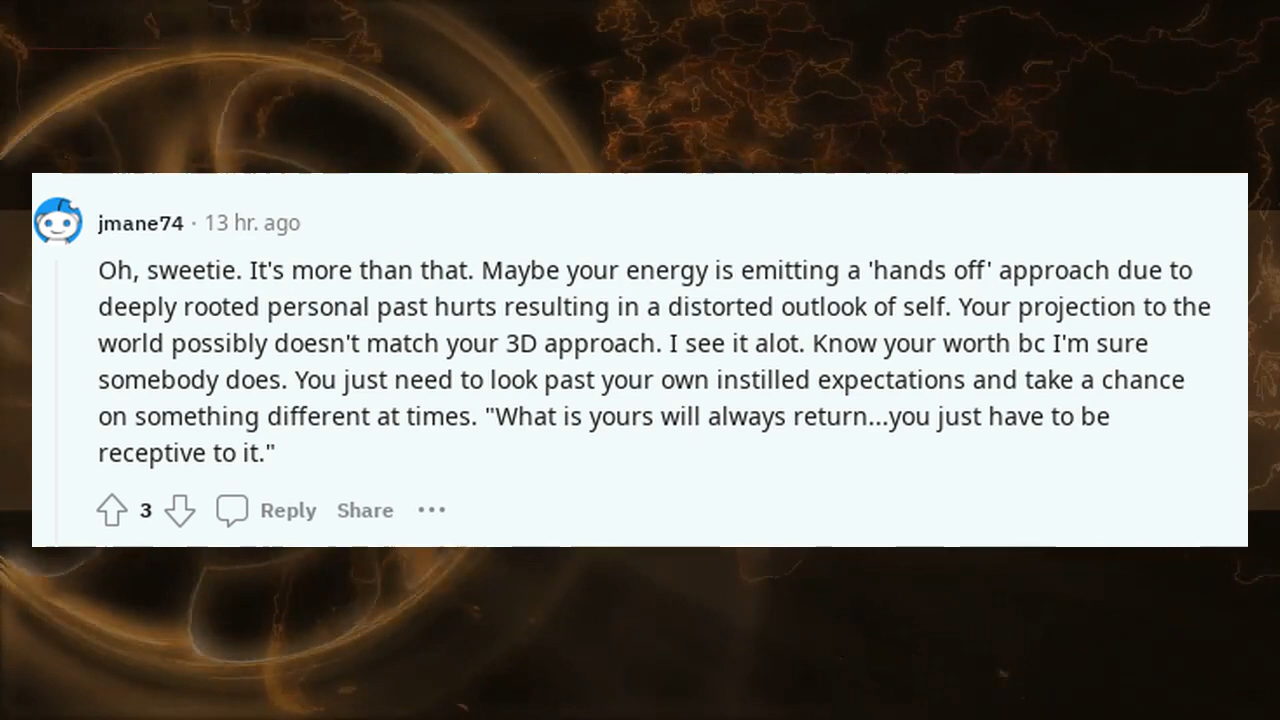 jmane74 · 13 hr. ago
Oh, sweetie. It's more than that. Maybe your energy is emitting a 'hands off' approach due to
deeply rooted personal past hurts resulting in a distorted outlook of self. Your projection to the
world possibly doesn't match your 3D approach. I see it alot. Know your worth bc I'm sure
somebody does. You just need to look past your own instilled expectations and take a chance
on something different at times. "What is yours will always return...you just have to be
receptive to it."
3 Reply Share ···